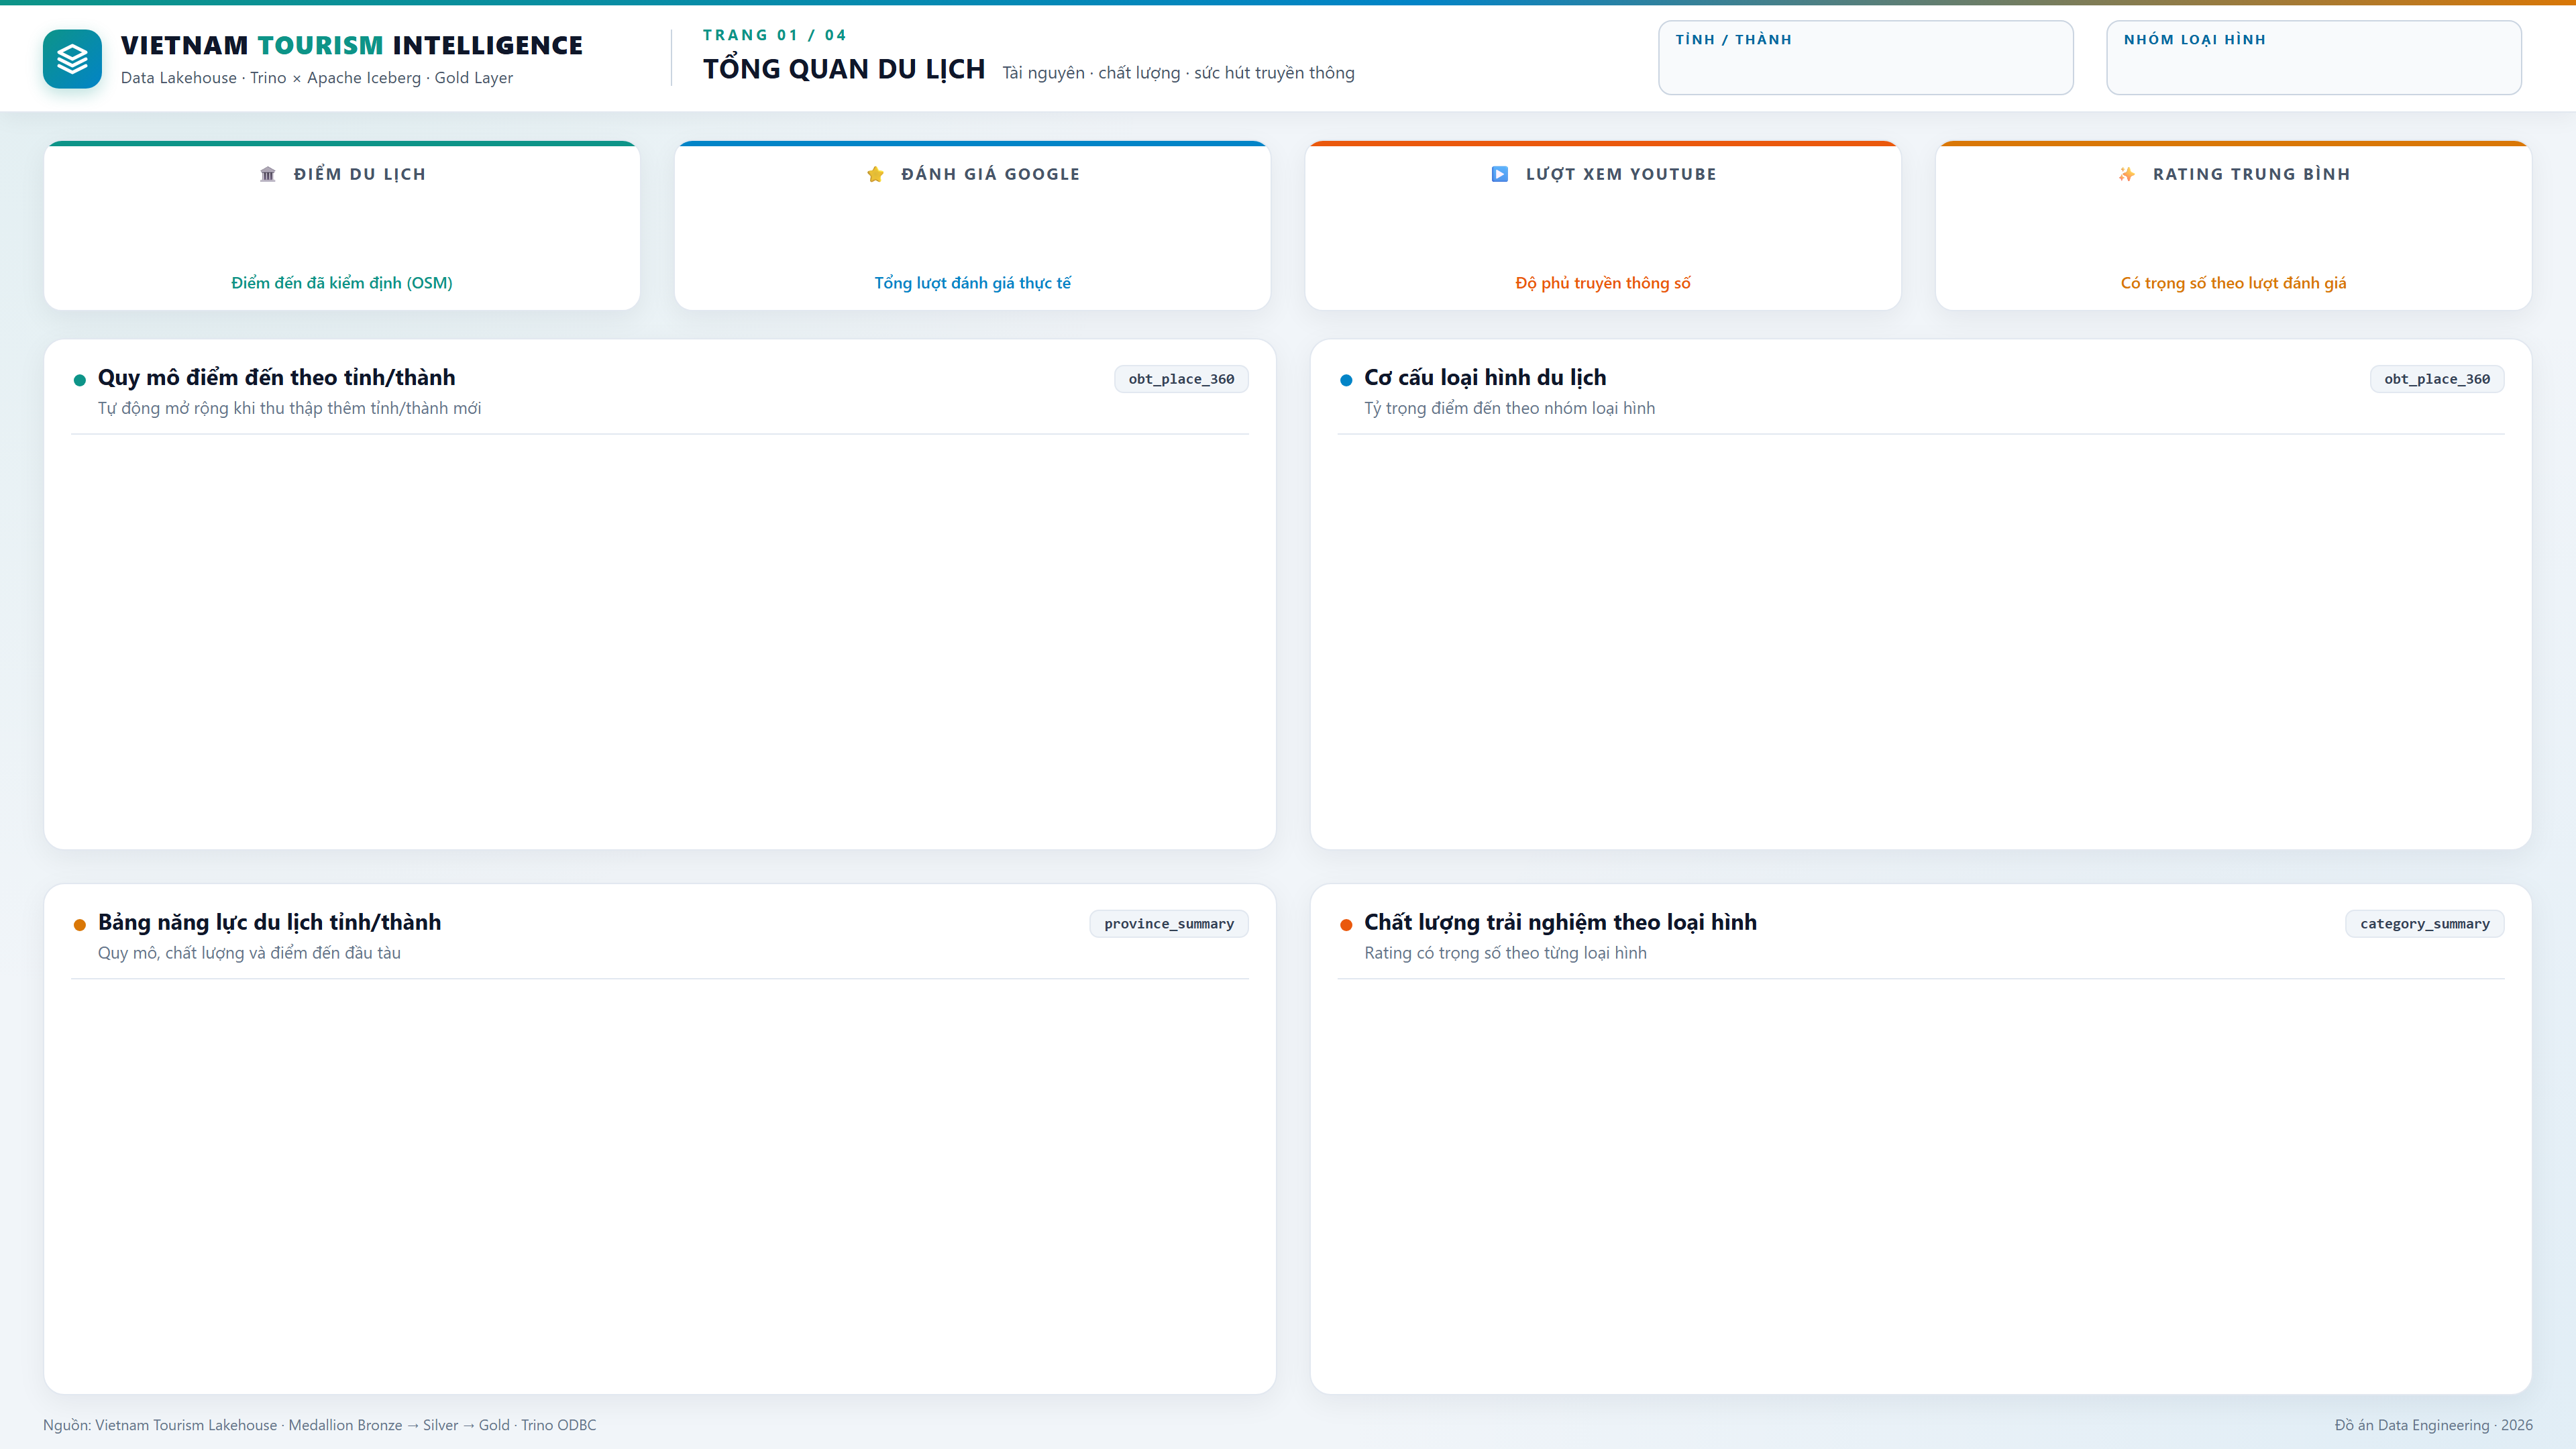 VIETNAM TOURISM INTELLIGENCE
Data Lakehouse · Trino × Apache Iceberg · Gold Layer
TRANG 01 / 04
TỔNG QUAN DU LỊCH Tài nguyên · chất lượng · sức hút truyền thông
TỈNH / THÀNH
NHÓM LOẠI HÌNH
ĐIỂM DU LỊCH
Điểm đến đã kiểm định (OSM)
ĐÁNH GIÁ GOOGLE
Tổng lượt đánh giá thực tế
LƯỢT XEM YOUTUBE
Độ phủ truyền thông số
RATING TRUNG BÌNH
Có trọng số theo lượt đánh giá
Quy mô điểm đến theo tỉnh/thành
obt_place_360
Tự động mở rộng khi thu thập thêm tỉnh/thành mới
Cơ cấu loại hình du lịch
obt_place_360
Tỷ trọng điểm đến theo nhóm loại hình
Bảng năng lực du lịch tỉnh/thành
province_summary
Quy mô, chất lượng và điểm đến đầu tàu
Chất lượng trải nghiệm theo loại hình
category_summary
Rating có trọng số theo từng loại hình
Nguồn: Vietnam Tourism Lakehouse · Medallion Bronze → Silver → Gold · Trino ODBC
Đồ án Data Engineering · 2026